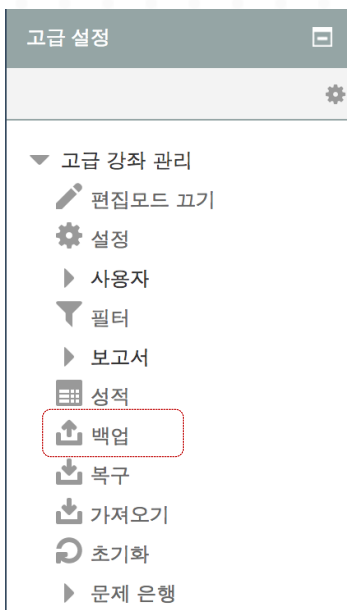 고급 설정
고급 강좌 관리
편집모드 끄기
설정
사용자
필터
보고서
성적
백업
복구
가져오기
초기화
문제 은행